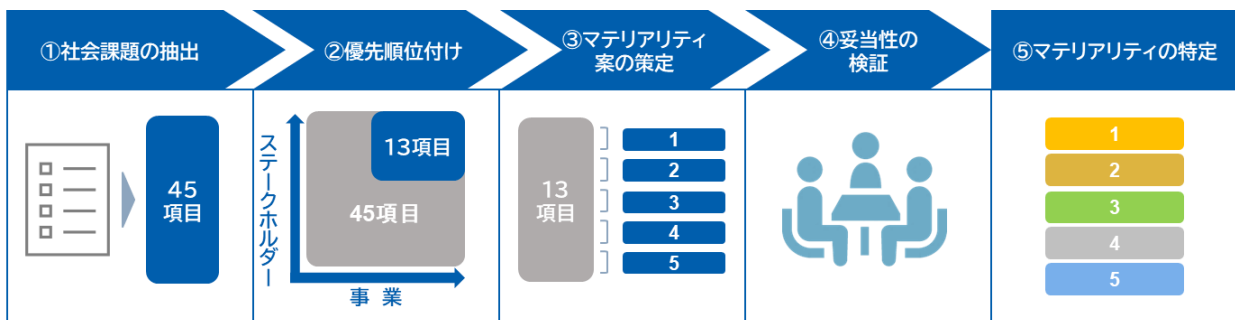 ①社会課題の抽出
②優先順位付け
③マテリアリティ
案の策定
④妥当性の
検証
⑤マテリアリティの特定
45
項目
ステークホルダー
13項目
45項目
事 業
13
項目
1
2
3
4
5
1
2
3
4
5